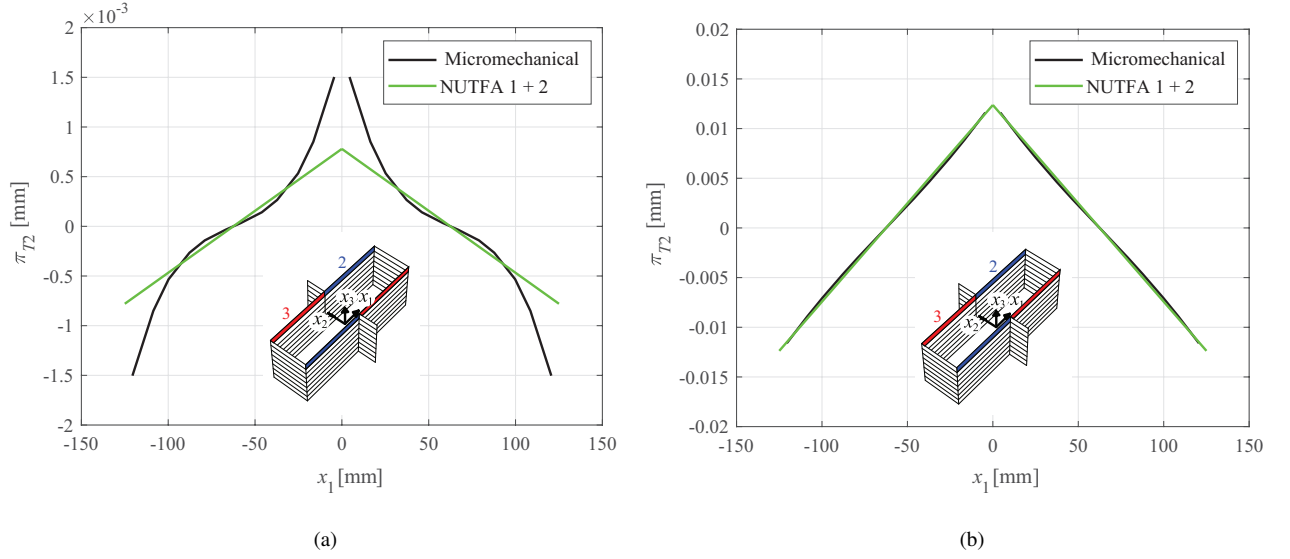 ×10⁻³
2
1.5
1
0.5
0
-0.5
-1
-1.5
-2
-150
-100
-50
0
50
100
150
π_T2 [mm]
x₁ [mm]
Micromechanical
NUTFA 1 + 2
2
3
x₃
x₁
x₂
(a)
0.02
0.015
0.01
0.005
0
-0.005
-0.01
-0.015
-0.02
-150
-100
-50
0
50
100
150
π_T2 [mm]
x₁ [mm]
Micromechanical
NUTFA 1 + 2
2
3
x₃
x₁
x₂
(b)